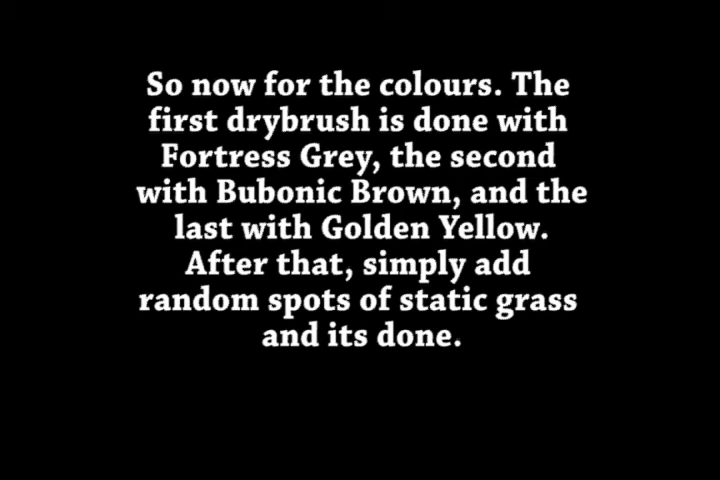 So now for the colours. The
first drybrush is done with
Fortress Grey, the second
with Bubonic Brown, and the
last with Golden Yellow.
After that, simply add
random spots of static grass
and its done.